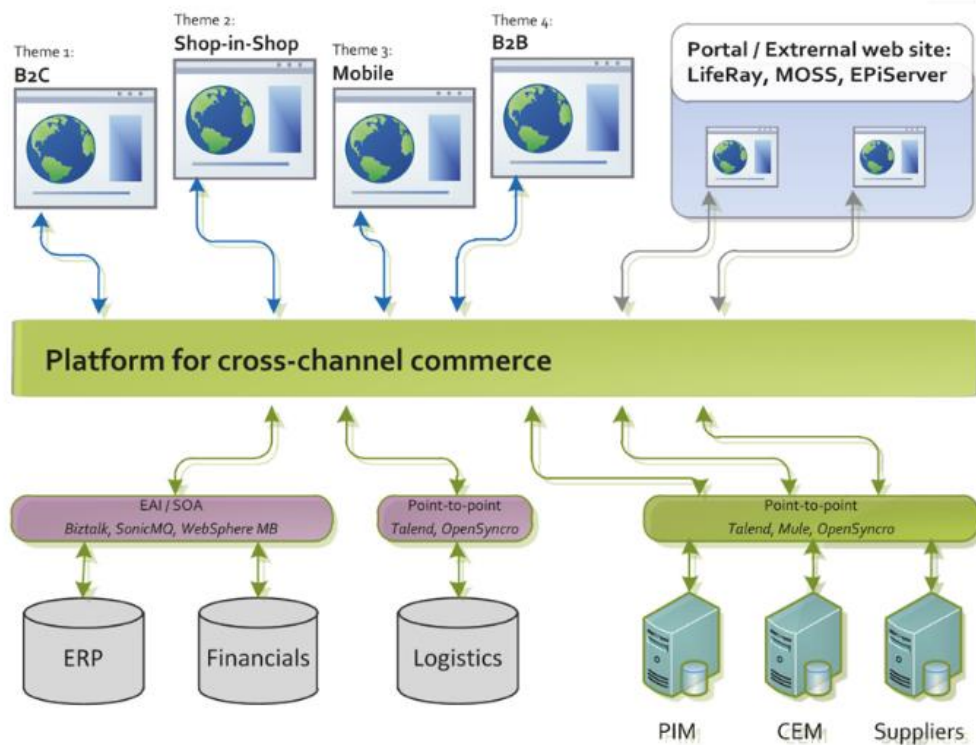 Theme 1:
B2C
Theme 2:
Shop-in-Shop
Theme 3:
Mobile
Theme 4:
B2B
Portal / Extrernal web site:
LifeRay, MOSS, EPiServer
Platform for cross-channel commerce
EAI / SOA
Biztalk, SonicMQ, WebSphere MB
Point-to-point
Talend, OpenSyncro
Point-to-point
Talend, Mule, OpenSyncro
ERP
Financials
Logistics
PIM
CEM
Suppliers